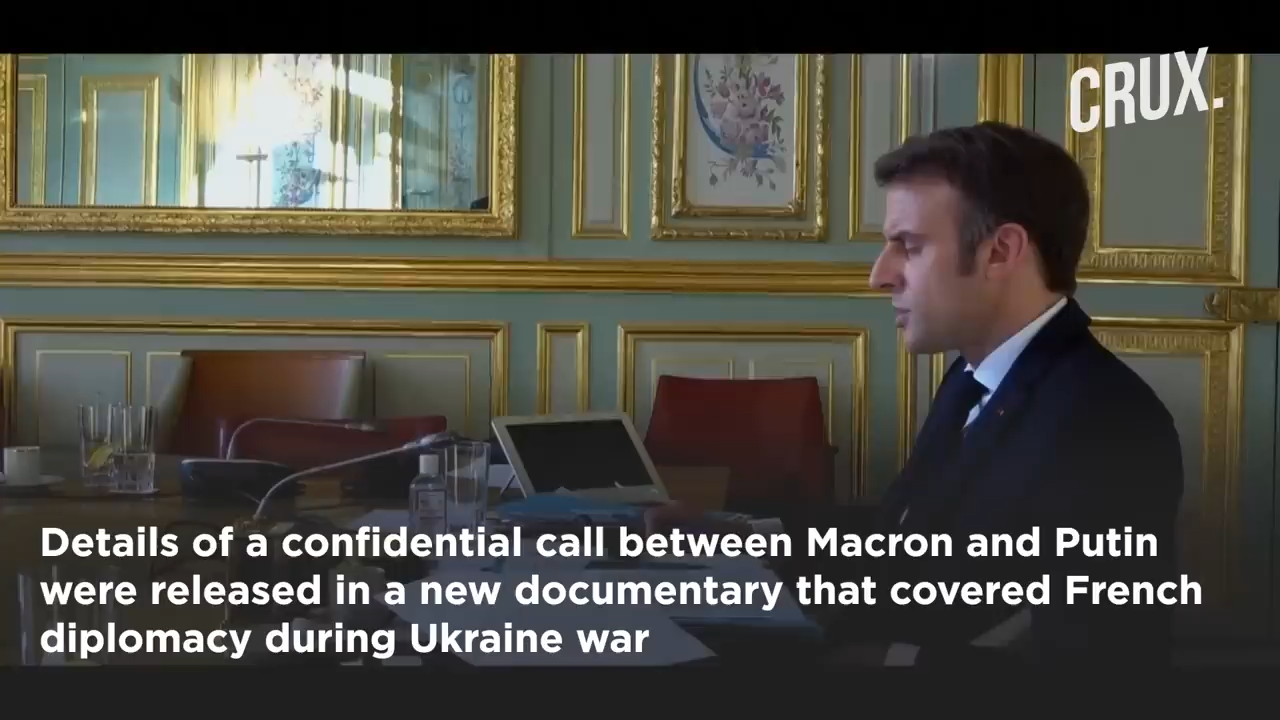 CRUX.
Details of a confidential call between Macron and Putin
were released in a new documentary that covered French
diplomacy during Ukraine war